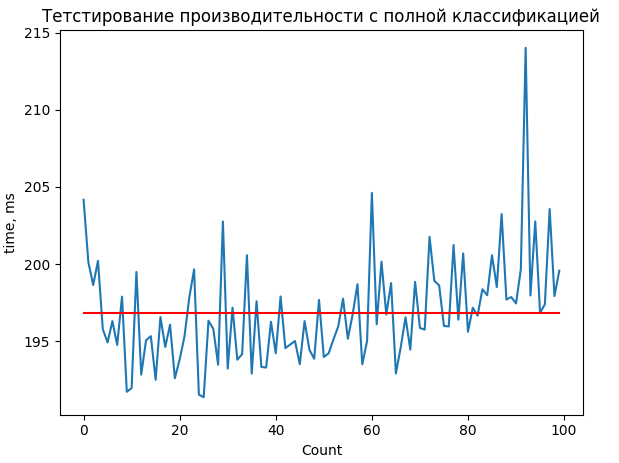 Тетстирование производительности с полной классификацией
215
210
205
200
195
time, ms
0 20 40 60 80 100
Count